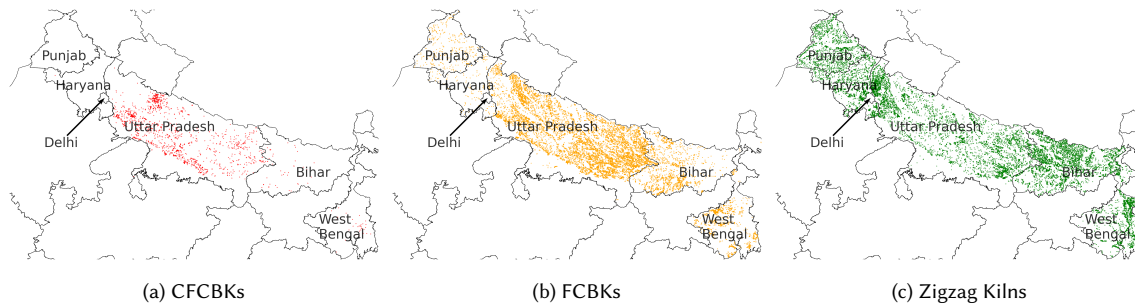 Punjab
Haryana
Delhi
Uttar Pradesh
Bihar
West
Bengal
(a) CFCBKs
Punjab
Haryana
Delhi
Uttar Pradesh
Bihar
West
Bengal
(b) FCBKs
Punjab
Haryana
Delhi
Uttar Pradesh
Bihar
West
Bengal
(c) Zigzag Kilns